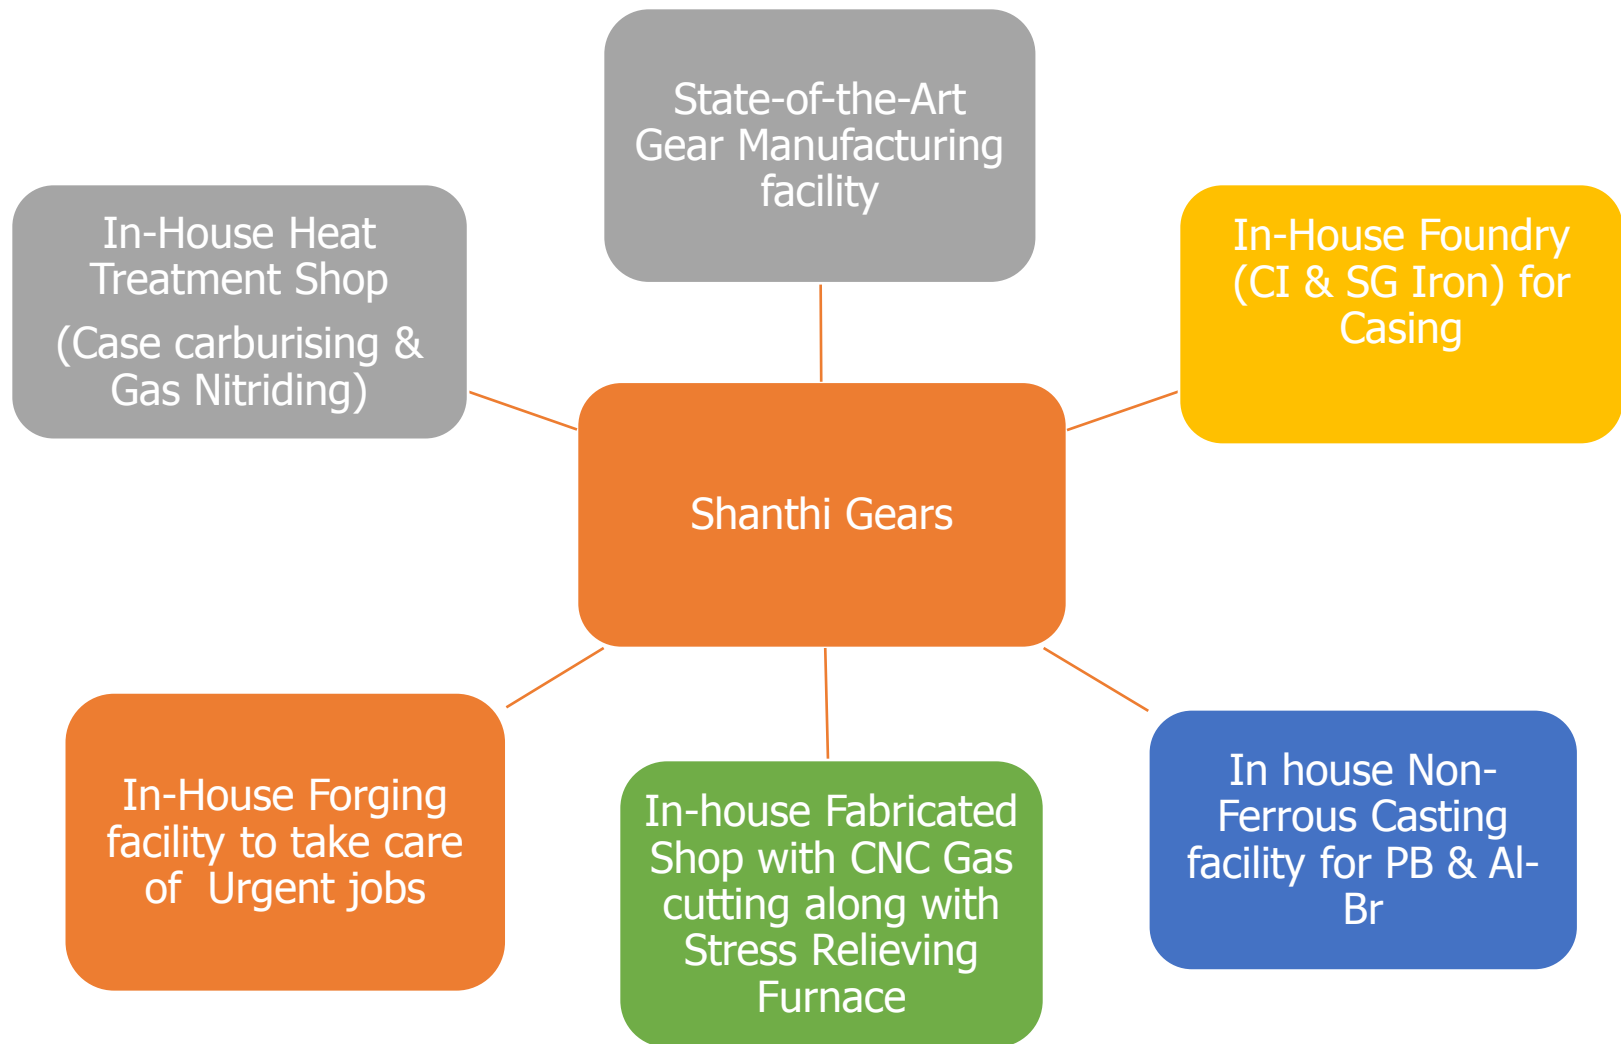 State-of-the-Art
Gear Manufacturing
facility
In-House Heat
Treatment Shop
(Case carburising &
Gas Nitriding)
In-House Foundry
(CI & SG Iron) for
Casing
Shanthi Gears
In-House Forging
facility to take care
of  Urgent jobs
In-house Fabricated
Shop with CNC Gas
cutting along with
Stress Relieving
Furnace
In house Non-
Ferrous Casting
facility for PB & Al-
Br